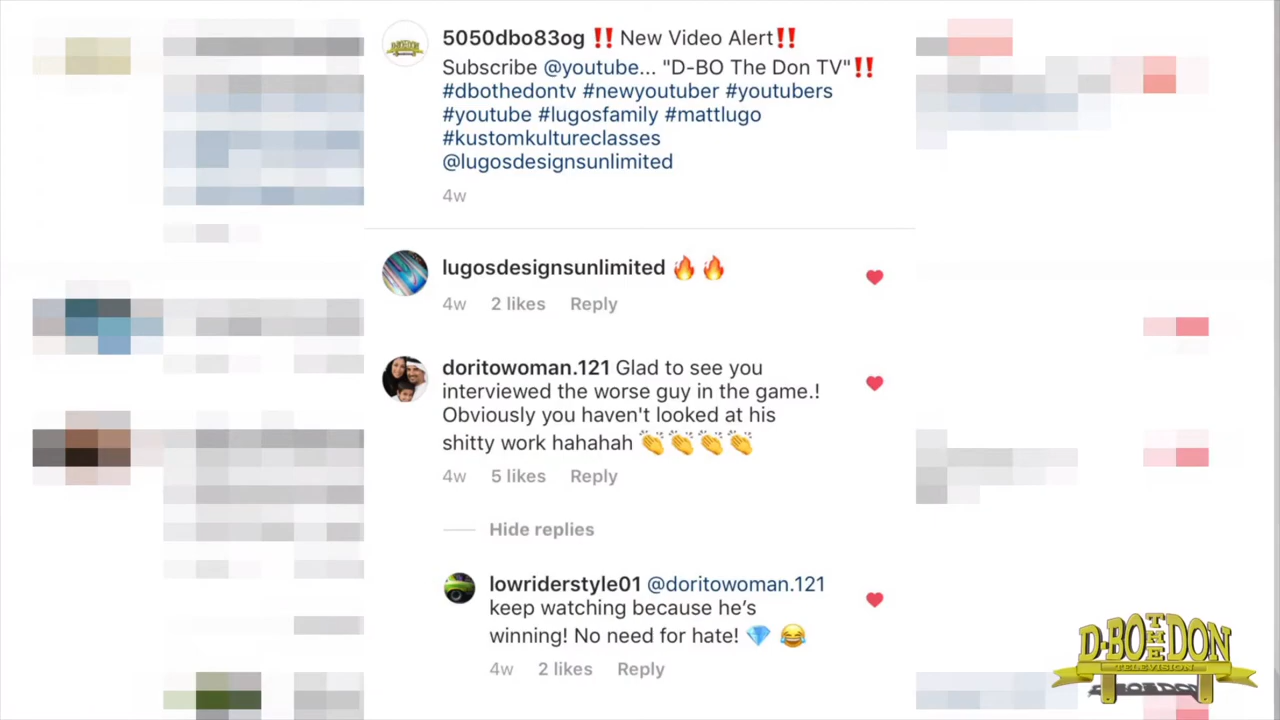 5050dbo83og ‼️ New Video Alert‼️
Subscribe @youtube... "D-BO The Don TV"‼️
#dbothedontv #newyoutuber #youtubers
#youtube #lugosfamily #mattlugo
#kustomkultureclasses
@lugosdesignsunlimited
4w
lugosdesignsunlimited 🔥🔥
4w 2 likes Reply
doritowoman.121 Glad to see you
interviewed the worse guy in the game.!
Obviously you haven't looked at his
shitty work hahahah 👏👏👏👏
4w 5 likes Reply
Hide replies
lowriderstyle01 @doritowoman.121
keep watching because he’s
winning! No need for hate! 💎 😂
4w 2 likes Reply
D-BO THE DON
TELEVISION